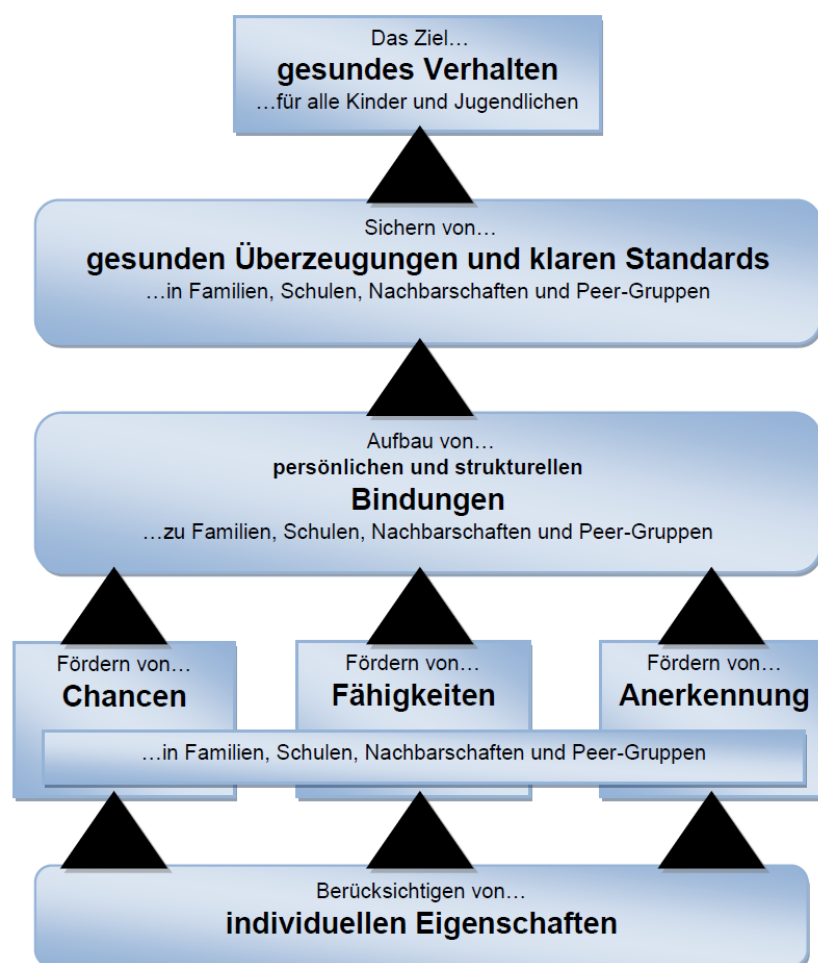 Das Ziel…
gesundes Verhalten
…für alle Kinder und Jugendlichen
Sichern von…
gesunden Überzeugungen und klaren Standards
…in Familien, Schulen, Nachbarschaften und Peer-Gruppen
Aufbau von…
persönlichen und strukturellen
Bindungen
…zu Familien, Schulen, Nachbarschaften und Peer-Gruppen
Fördern von…
Chancen
Fördern von…
Fähigkeiten
Fördern von…
Anerkennung
…in Familien, Schulen, Nachbarschaften und Peer-Gruppen
Berücksichtigen von…
individuellen Eigenschaften